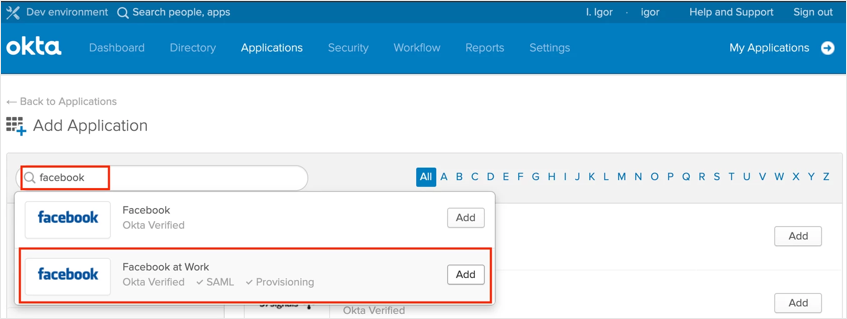 Dev environment Search people, apps I. Igor · igor Help and Support Sign out
okta Dashboard Directory Applications Security Workflow Reports Settings My Applications
← Back to Applications
Add Application
facebook All A B C D E F G H I J K L M N O P Q R S T U V W X Y Z
facebook Facebook Add
Okta Verified
Add
facebook Facebook at Work Add
Okta Verified ✓ SAML ✓ Provisioning
Add
Okta Verified